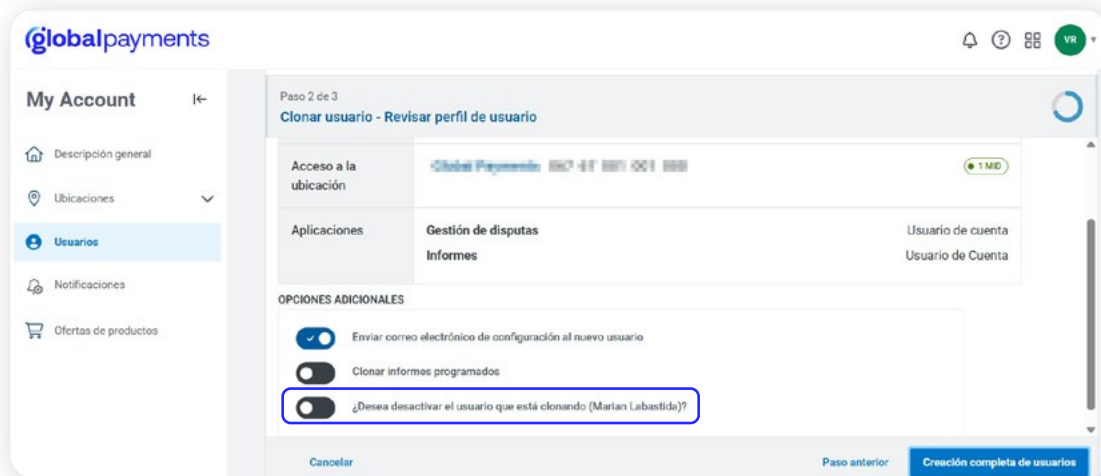 globalpayments
VR
My Account
Descripción general
Ubicaciones
Usuarios
Notificaciones
Ofertas de productos
Paso 2 de 3
Clonar usuario - Revisar perfil de usuario
Acceso a la
ubicación
1 MID
Aplicaciones
Gestión de disputas
Usuario de cuenta
Informes
Usuario de Cuenta
OPCIONES ADICIONALES
Enviar correo electrónico de configuración al nuevo usuario
Clonar informes programados
¿Desea desactivar el usuario que está clonando (Marian Labastida)?
Cancelar
Paso anterior
Creación completa de usuarios